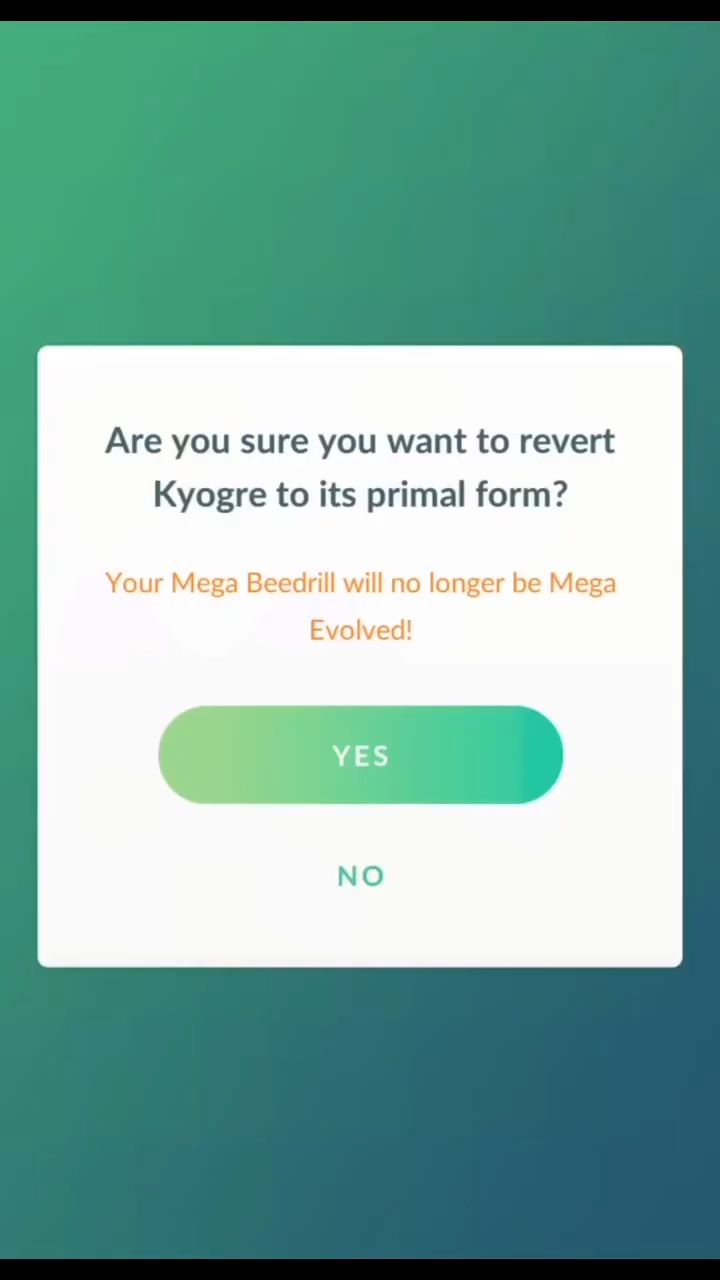 Are you sure you want to revert
Kyogre to its primal form?
Your Mega Beedrill will no longer be Mega
Evolved!
YES
NO